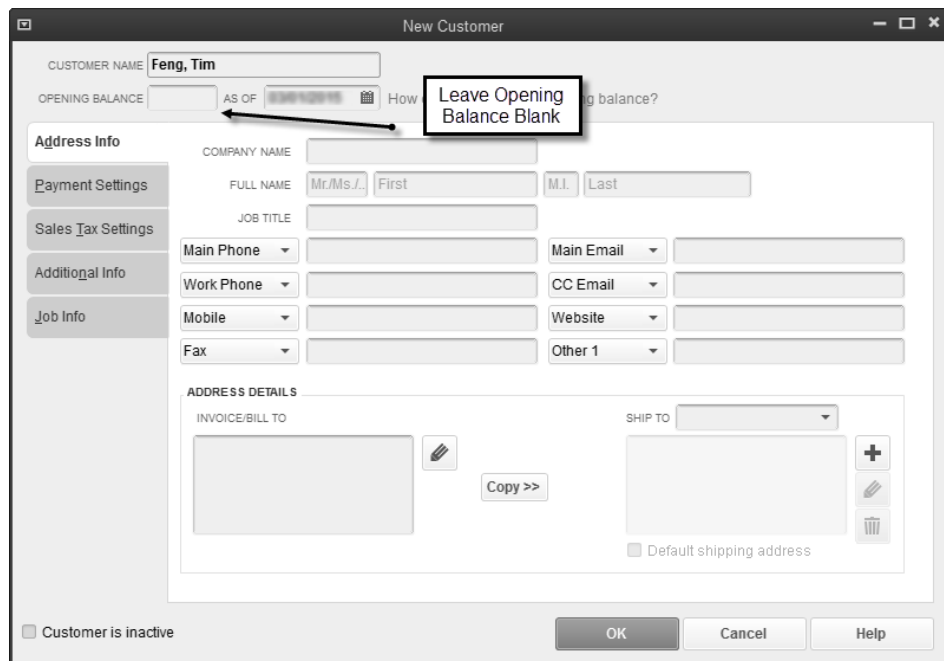 New Customer
CUSTOMER NAME Feng, Tim
OPENING BALANCE AS OF How g balance?
Leave Opening
Balance Blank
Address Info
Payment Settings
Sales Tax Settings
Additional Info
Job Info
COMPANY NAME
FULL NAME Mr./Ms./.. First M.I. Last
JOB TITLE
Main Phone Main Email
Work Phone CC Email
Mobile Website
Fax Other 1
ADDRESS DETAILS
INVOICE/BILL TO SHIP TO
Copy >>
Default shipping address
Customer is inactive OK Cancel Help